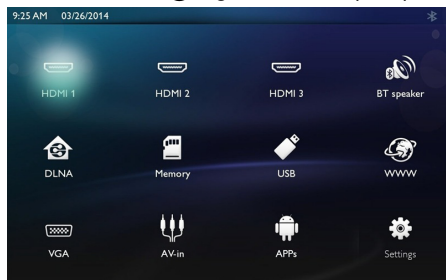 9:25 AM 03/26/2014
HDMI 1 HDMI 2 HDMI 3 BT speaker
DLNA Memory USB WWW
VGA AV-in APPs Settings